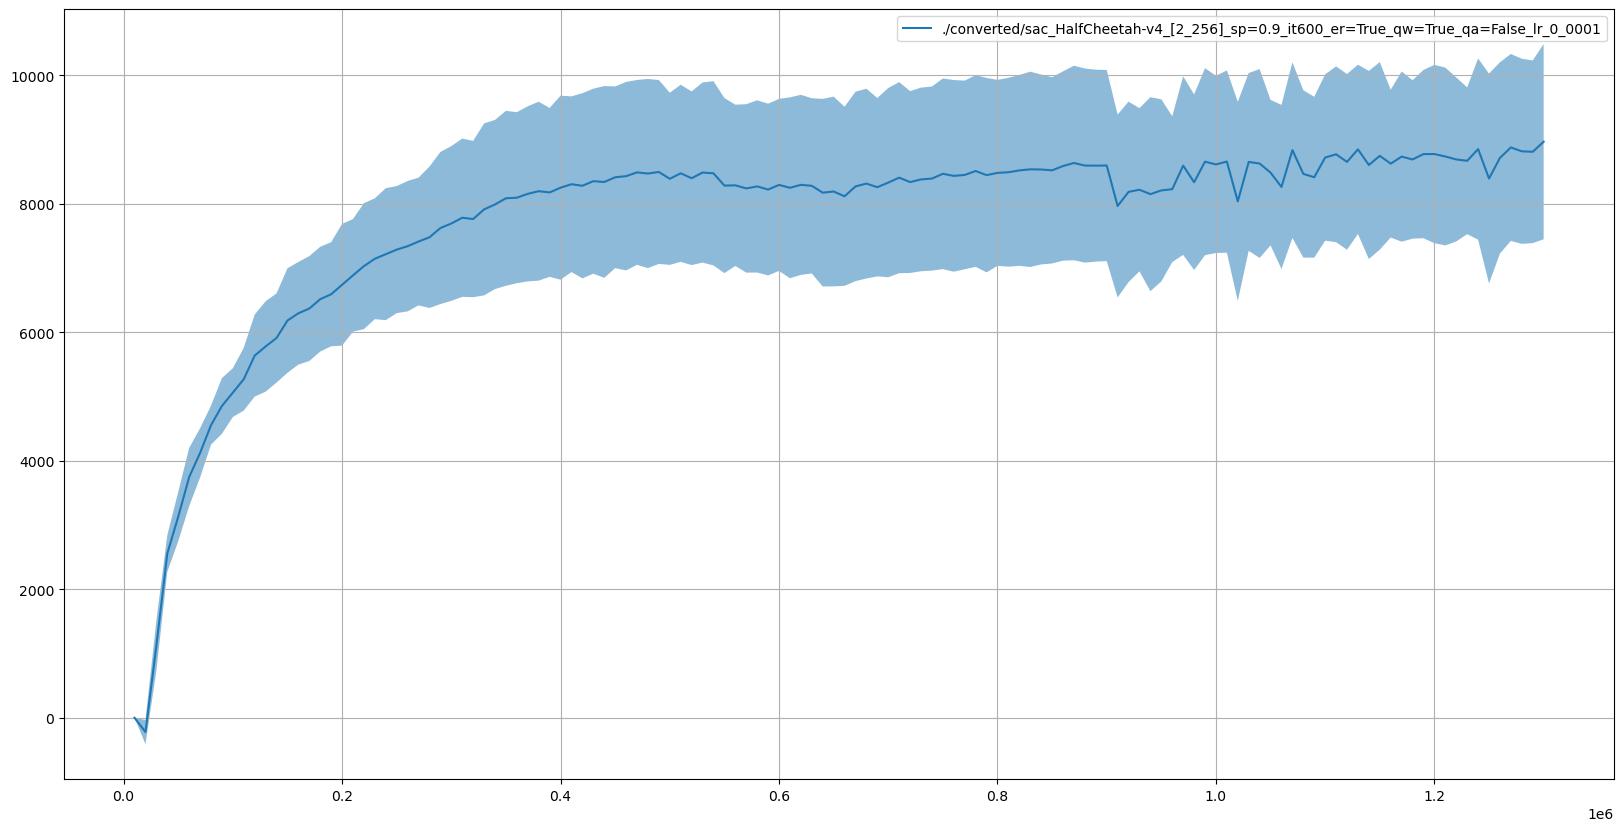 ./converted/sac_HalfCheetah-v4_[2_256]_sp=0.9_it600_er=True_qw=True_qa=False_lr_0_0001
10000
8000
6000
4000
2000
0
0.0 0.2 0.4 0.6 0.8 1.0 1.2
1e6